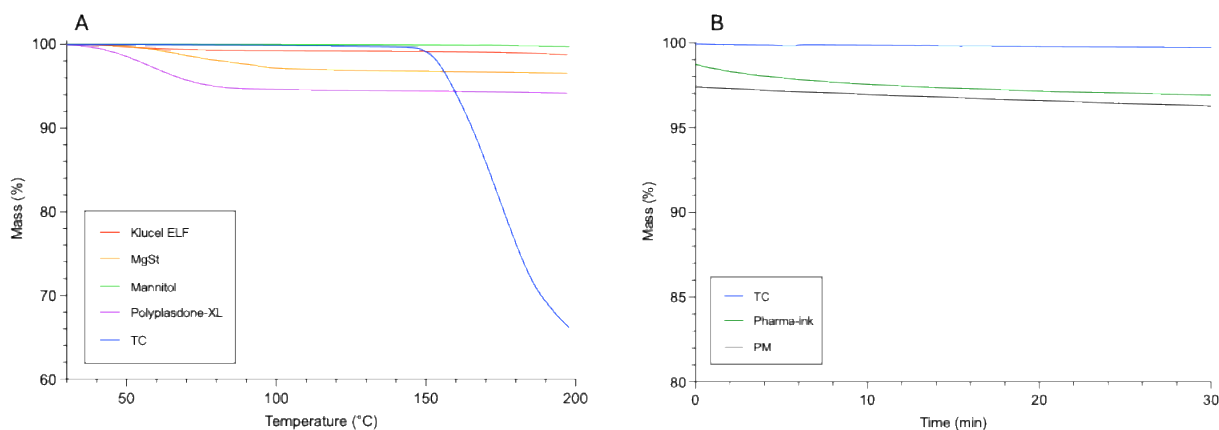 A
100
90
80
70
60
Mass (%)
50
100
150
200
Temperature (°C)
Klucel ELF
MgSt
Mannitol
Polyplasdone-XL
TC
B
100
95
90
85
80
Mass (%)
0
10
20
30
Time (min)
TC
Pharma-ink
PM